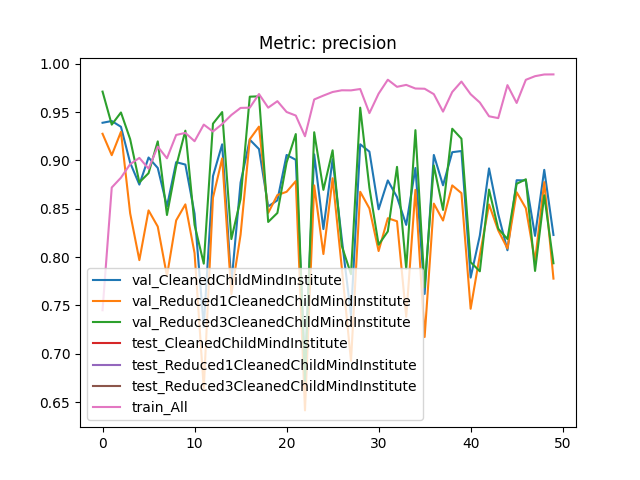 Metric: precision
1.00
0.95
0.90
0.85
0.80
0.75
0.70
0.65
val_CleanedChildMindInstitute
val_Reduced1CleanedChildMindInstitute
val_Reduced3CleanedChildMindInstitute
test_CleanedChildMindInstitute
test_Reduced1CleanedChildMindInstitute
test_Reduced3CleanedChildMindInstitute
train_All
0 10 20 30 40 50